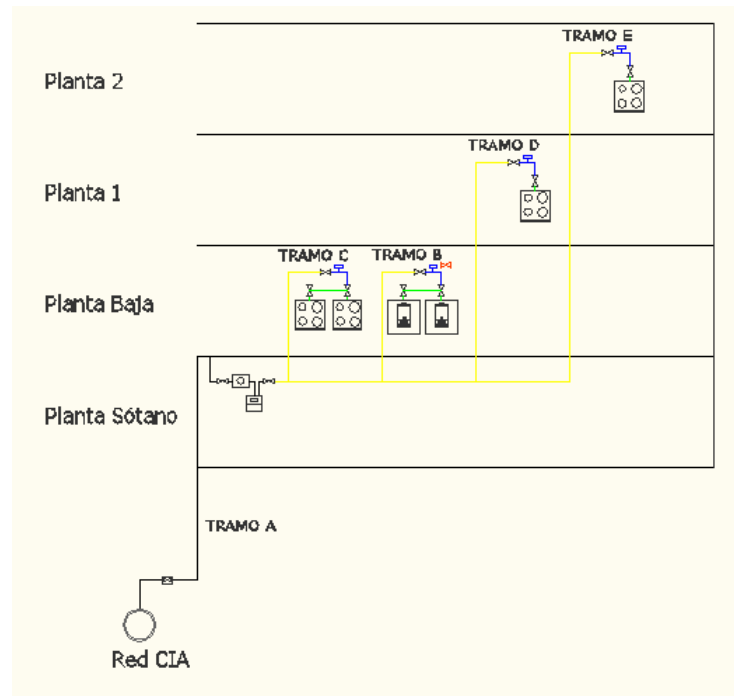 TRAMO E
Planta 2
TRAMO D
Planta 1
TRAMO C
TRAMO B
Planta Baja
Planta Sótano
TRAMO A
Red CIA